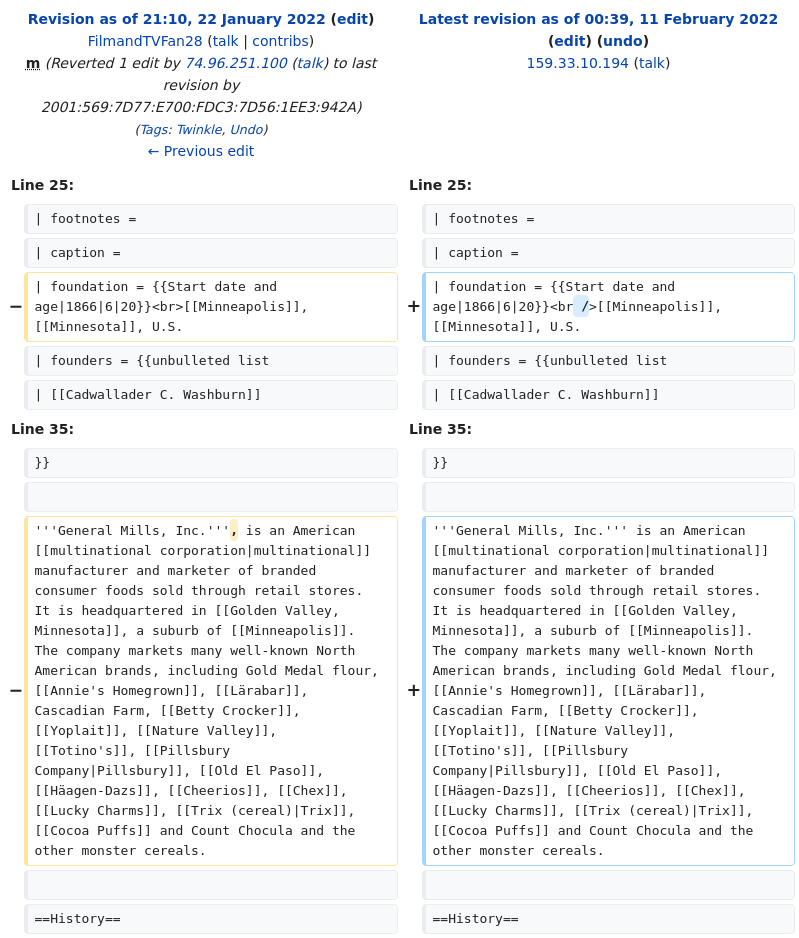 Revision as of 21:10, 22 January 2022 (edit)
FilmandTVFan28 (talk | contribs)
m (Reverted 1 edit by 74.96.251.100 (talk) to last
revision by
2001:569:7D77:E700:FDC3:7D56:1EE3:942A)
(Tags: Twinkle, Undo)
← Previous edit
Latest revision as of 00:39, 11 February 2022
(edit) (undo)
159.33.10.194 (talk)
Line 25:
Line 25:
| footnotes =
| footnotes =
| caption =
| caption =
− | foundation = {{Start date and
age|1866|6|20}}<br>[[Minneapolis]],
[[Minnesota]], U.S.
+ | foundation = {{Start date and
age|1866|6|20}}<br />[[Minneapolis]],
[[Minnesota]], U.S.
| founders = {{unbulleted list
| founders = {{unbulleted list
| [[Cadwallader C. Washburn]]
| [[Cadwallader C. Washburn]]
Line 35:
Line 35:
}}
}}
− '''General Mills, Inc.''', is an American
[[multinational corporation|multinational]]
manufacturer and marketer of branded
consumer foods sold through retail stores.
It is headquartered in [[Golden Valley,
Minnesota]], a suburb of [[Minneapolis]].
The company markets many well-known North
American brands, including Gold Medal flour,
[[Annie's Homegrown]], [[Lärabar]],
Cascadian Farm, [[Betty Crocker]],
[[Yoplait]], [[Nature Valley]],
[[Totino's]], [[Pillsbury
Company|Pillsbury]], [[Old El Paso]],
[[Häagen-Dazs]], [[Cheerios]], [[Chex]],
[[Lucky Charms]], [[Trix (cereal)|Trix]],
[[Cocoa Puffs]] and Count Chocula and the
other monster cereals.
+ '''General Mills, Inc.''' is an American
[[multinational corporation|multinational]]
manufacturer and marketer of branded
consumer foods sold through retail stores.
It is headquartered in [[Golden Valley,
Minnesota]], a suburb of [[Minneapolis]].
The company markets many well-known North
American brands, including Gold Medal flour,
[[Annie's Homegrown]], [[Lärabar]],
Cascadian Farm, [[Betty Crocker]],
[[Yoplait]], [[Nature Valley]],
[[Totino's]], [[Pillsbury
Company|Pillsbury]], [[Old El Paso]],
[[Häagen-Dazs]], [[Cheerios]], [[Chex]],
[[Lucky Charms]], [[Trix (cereal)|Trix]],
[[Cocoa Puffs]] and Count Chocula and the
other monster cereals.
==History==
==History==